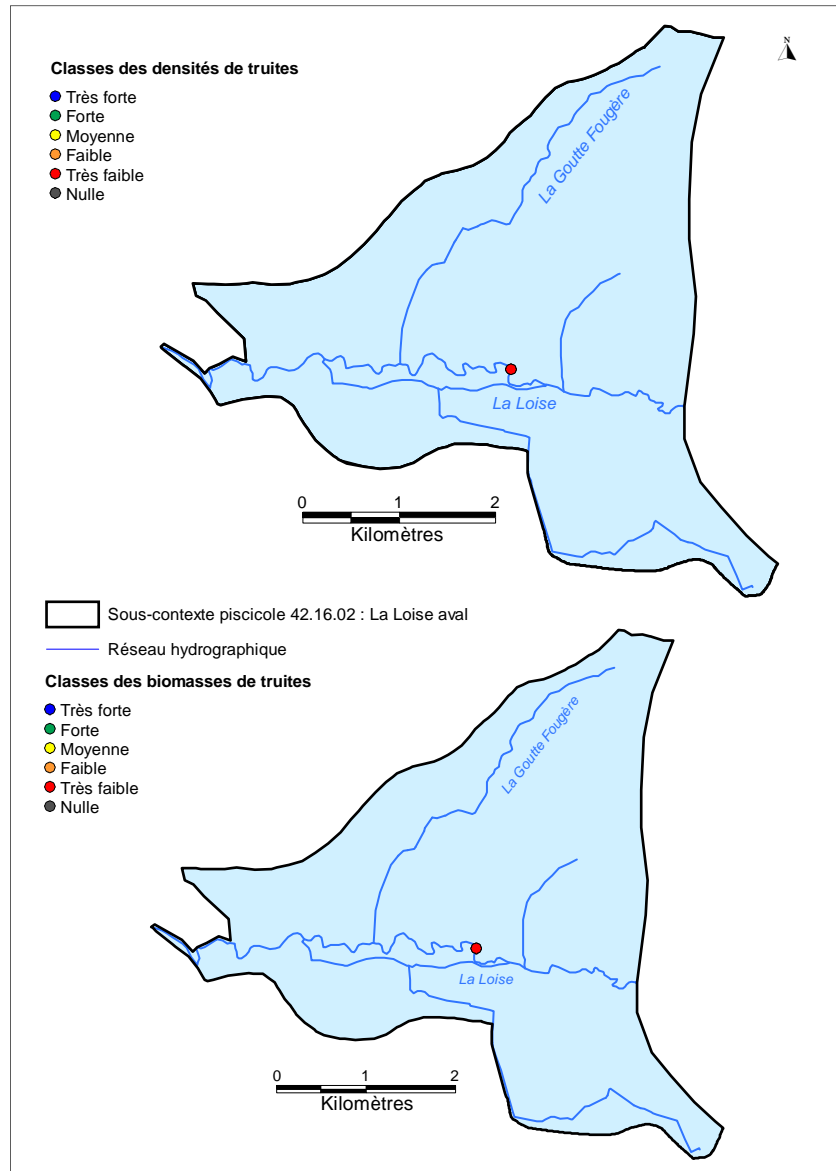 N
Classes des densités de truites
Très forte
Forte
Moyenne
Faible
Très faible
Nulle
La Goutte Fougère
La Loise
0 1 2
Kilomètres
Sous-contexte piscicole 42.16.02 : La Loise aval
Réseau hydrographique
Classes des biomasses de truites
Très forte
Forte
Moyenne
Faible
Très faible
Nulle
La Goutte Fougère
La Loise
0 1 2
Kilomètres